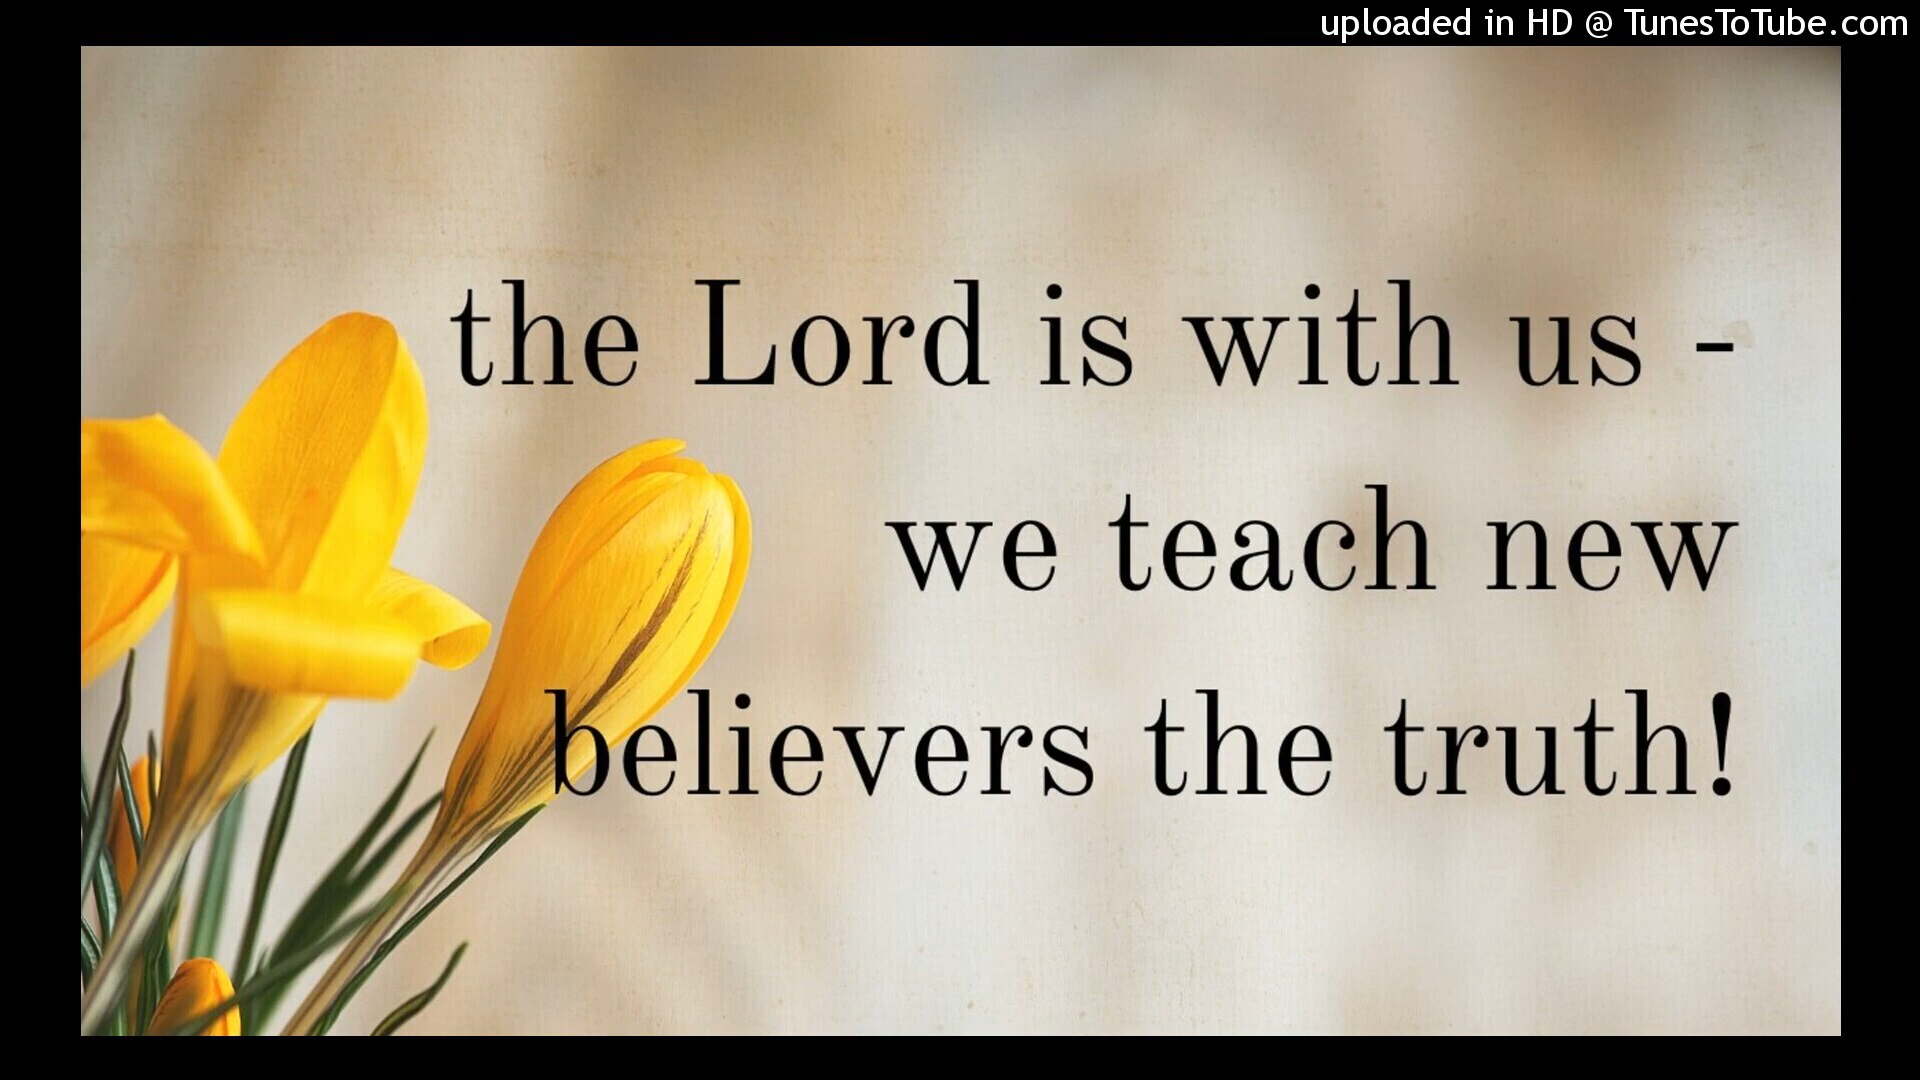 uploaded in HD @ TunesToTube.com
the Lord is with us -
we teach new
believers the truth!